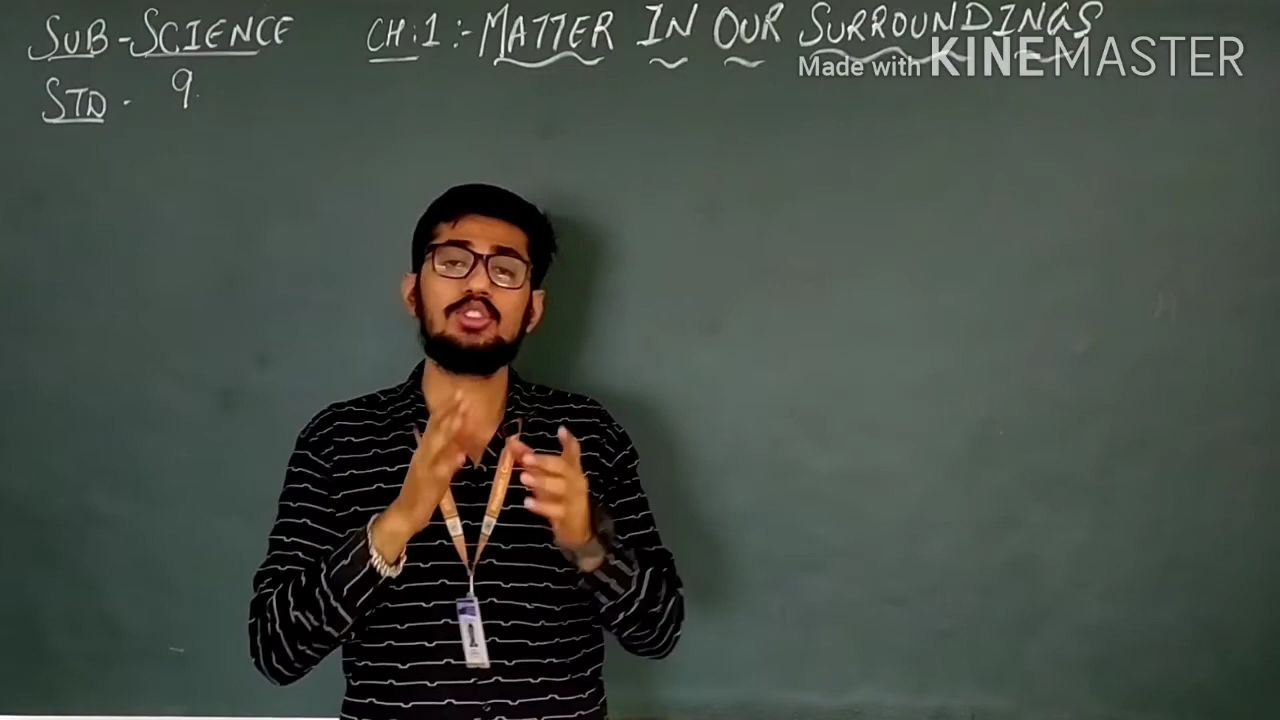 SUB - SCIENCE CH:1 :- MATTER IN OUR SURROUNDINGS
Made with KINEMASTER
STD - 9.